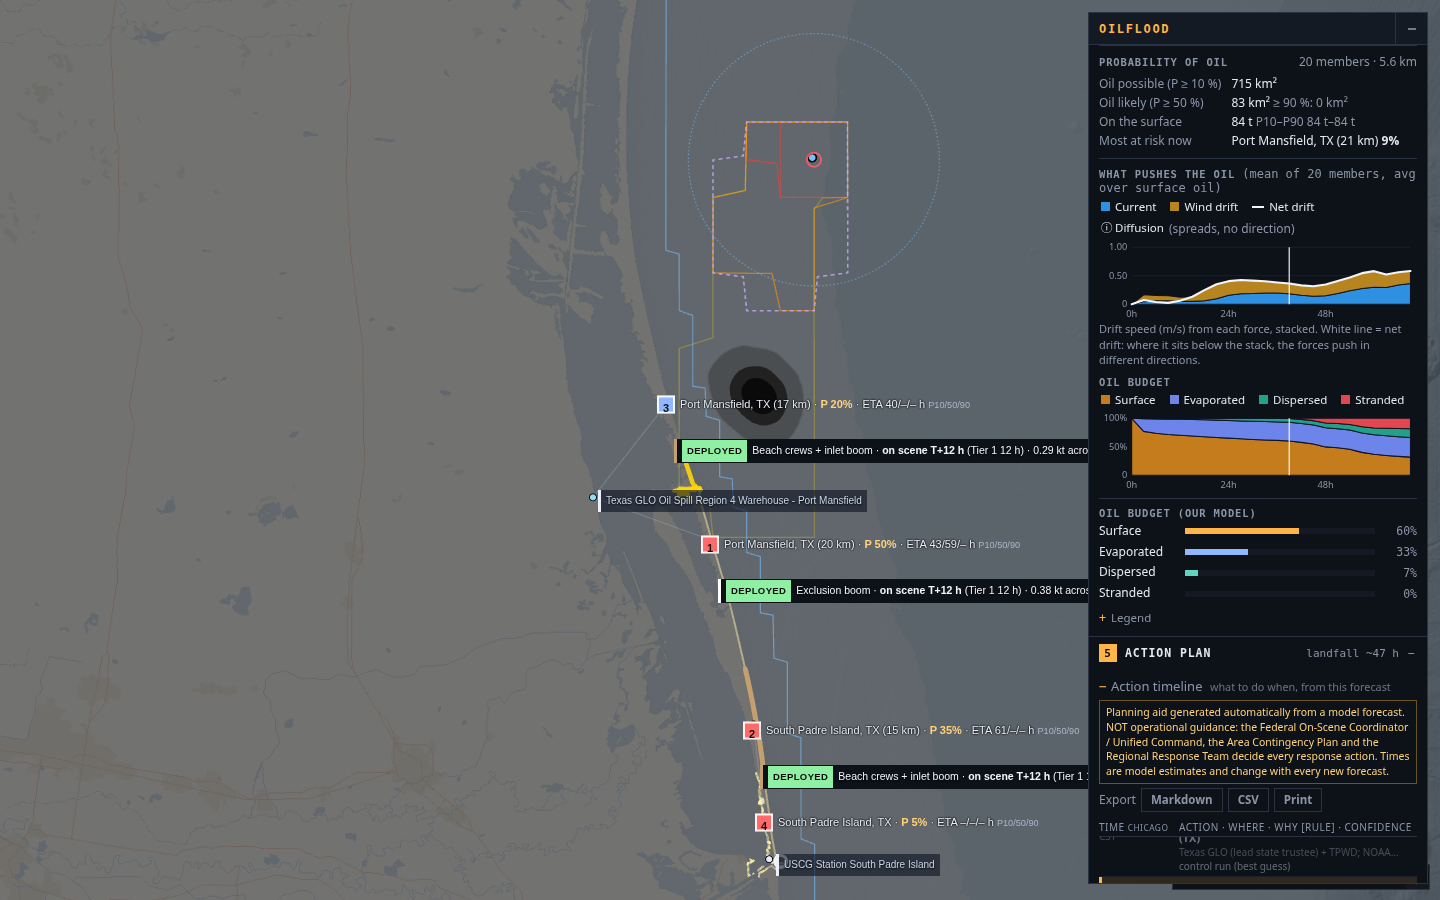 OILFLOOD
PROBABILITY OF OIL 20 members · 5.6 km
Oil possible (P ≥ 10 %) 715 km²
Oil likely (P ≥ 50 %) 83 km² ≥ 90 %: 0 km²
On the surface 84 t P10–P90 84 t–84 t
Most at risk now Port Mansfield, TX (21 km) 9%
WHAT PUSHES THE OIL (mean of 20 members, avg
over surface oil)
Current Wind drift Net drift
ⓘ Diffusion (spreads, no direction)
1.00
0.50
0
0h 24h 48h
Drift speed (m/s) from each force, stacked. White line = net
drift: where it sits below the stack, the forces push in
different directions.
OIL BUDGET
Surface Evaporated Dispersed Stranded
100%
50%
0
0h 24h 48h
OIL BUDGET (OUR MODEL)
Surface 60%
Evaporated 33%
Dispersed 7%
Stranded 0%
+ Legend
5 ACTION PLAN landfall ~47 h –
– Action timeline what to do when, from this forecast
Planning aid generated automatically from a model forecast.
NOT operational guidance: the Federal On-Scene Coordinator
/ Unified Command, the Area Contingency Plan and the
Regional Response Team decide every response action. Times
are model estimates and change with every new forecast.
Export Markdown CSV Print
TIME CHICAGO ACTION · WHERE · WHY [RULE] · CONFIDENCE
(TX)
Texas GLO (lead state trustee) + TPWD; NOAA...
control run (best guess)
3 Port Mansfield, TX (17 km) · P 20% · ETA 40/–/– h P10/50/90
DEPLOYED Beach crews + inlet boom · on scene T+12 h (Tier 1 12 h) · 0.29 kt acro
Texas GLO Oil Spill Region 4 Warehouse - Port Mansfield
1 Port Mansfield, TX (20 km) · P 50% · ETA 43/59/– h P10/50/90
DEPLOYED Exclusion boom · on scene T+12 h (Tier 1 12 h) · 0.38 kt acros
2 South Padre Island, TX (15 km) · P 35% · ETA 61/–/– h P10/50/90
DEPLOYED Beach crews + inlet boom · on scene T+12 h (Tier 1 1
4 South Padre Island, TX · P 5% · ETA –/–/– h P10/50/90
USCG Station South Padre Island